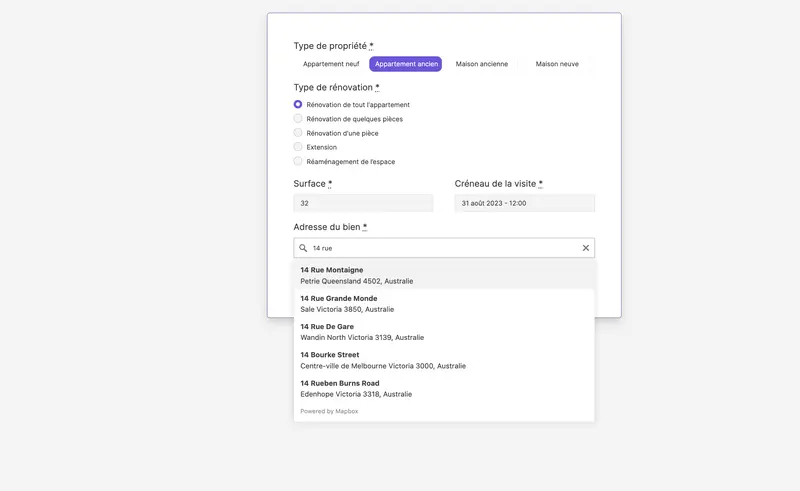 Type de propriété *
Appartement neuf Appartement ancien Maison ancienne Maison neuve
Type de rénovation *
Rénovation de tout l'appartement
Rénovation de quelques pièces
Rénovation d'une pièce
Extension
Réaménagement de l'espace
Surface * Créneau de la visite *
32 31 août 2023 - 12:00
Adresse du bien *
14 rue
14 Rue Montaigne
Petrie Queensland 4502, Australie
14 Rue Grande Monde
Sale Victoria 3850, Australie
14 Rue De Gare
Wandin North Victoria 3139, Australie
14 Bourke Street
Centre-ville de Melbourne Victoria 3000, Australie
14 Rueben Burns Road
Edenhope Victoria 3318, Australie
Powered by Mapbox